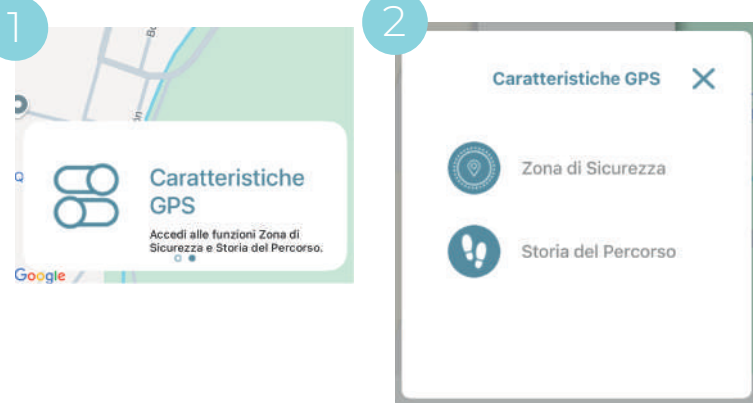 1
2
Caratteristiche
GPS
Accedi alle funzioni Zona di
Sicurezza e Storia del Percorso.
Google
Caratteristiche GPS
Zona di Sicurezza
Storia del Percorso